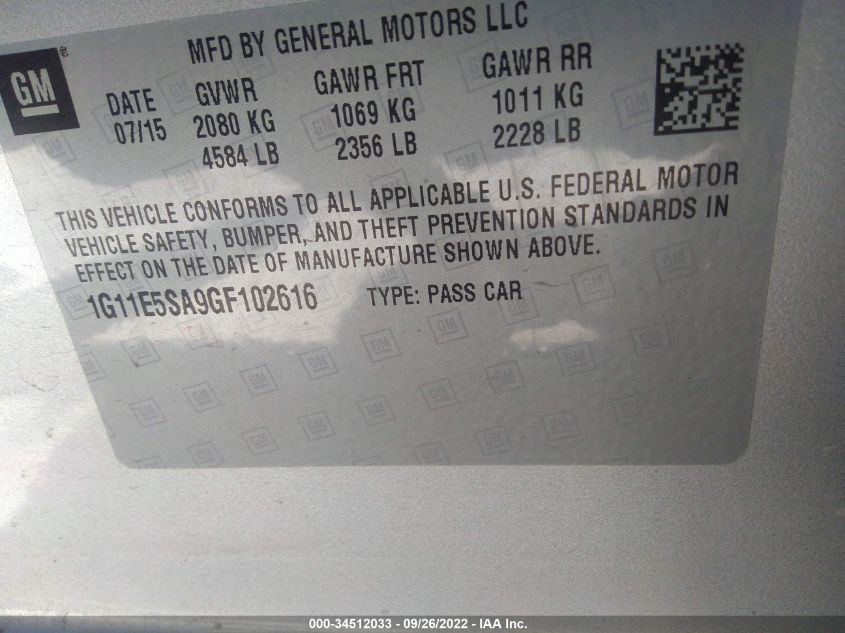 MFD BY GENERAL MOTORS LLC
GM®
DATE GVWR GAWR FRT GAWR RR
07/15 2080 KG 1069 KG 1011 KG
4584 LB 2356 LB 2228 LB
THIS VEHICLE CONFORMS TO ALL APPLICABLE U.S. FEDERAL MOTOR
VEHICLE SAFETY, BUMPER, AND THEFT PREVENTION STANDARDS IN
EFFECT ON THE DATE OF MANUFACTURE SHOWN ABOVE.
1G11E5SA9GF102616 TYPE: PASS CAR
000-34512033 - 09/26/2022 - IAA Inc.